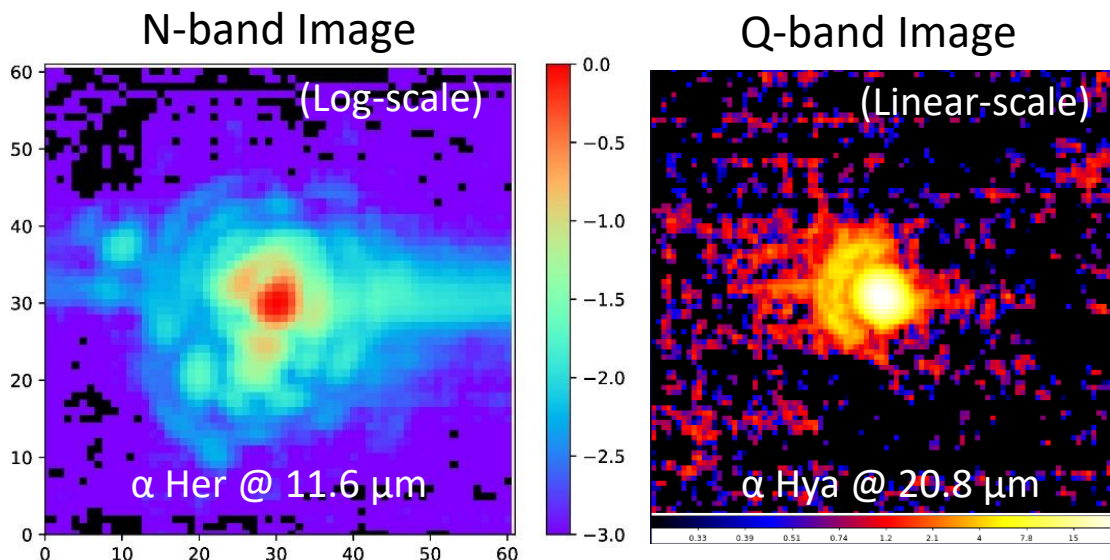 N-band Image
Q-band Image
(Log-scale)
(Linear-scale)
60
50
40
30
20
10
0
0 10 20 30 40 50 60
0.0
−0.5
−1.0
−1.5
−2.0
−2.5
−3.0
α Her @ 11.6 μm
α Hya @ 20.8 μm
0.33 0.39 0.51 0.74 1.2 2.1 4 7.8 15